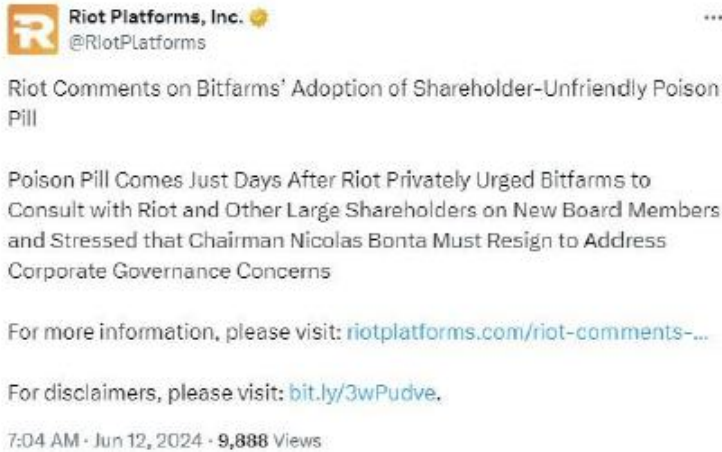 Riot Platforms, Inc.
@RiotPlatforms
Riot Comments on Bitfarms' Adoption of Shareholder-Unfriendly Poison
Pill
Poison Pill Comes Just Days After Riot Privately Urged Bitfarms to
Consult with Riot and Other Large Shareholders on New Board Members
and Stressed that Chairman Nicolas Bonta Must Resign to Address
Corporate Governance Concerns
For more information, please visit: riotplatforms.com/riot-comments-...
For disclaimers, please visit: bit.ly/3wPudve.
7:04 AM · Jun 12, 2024 · 9,888 Views